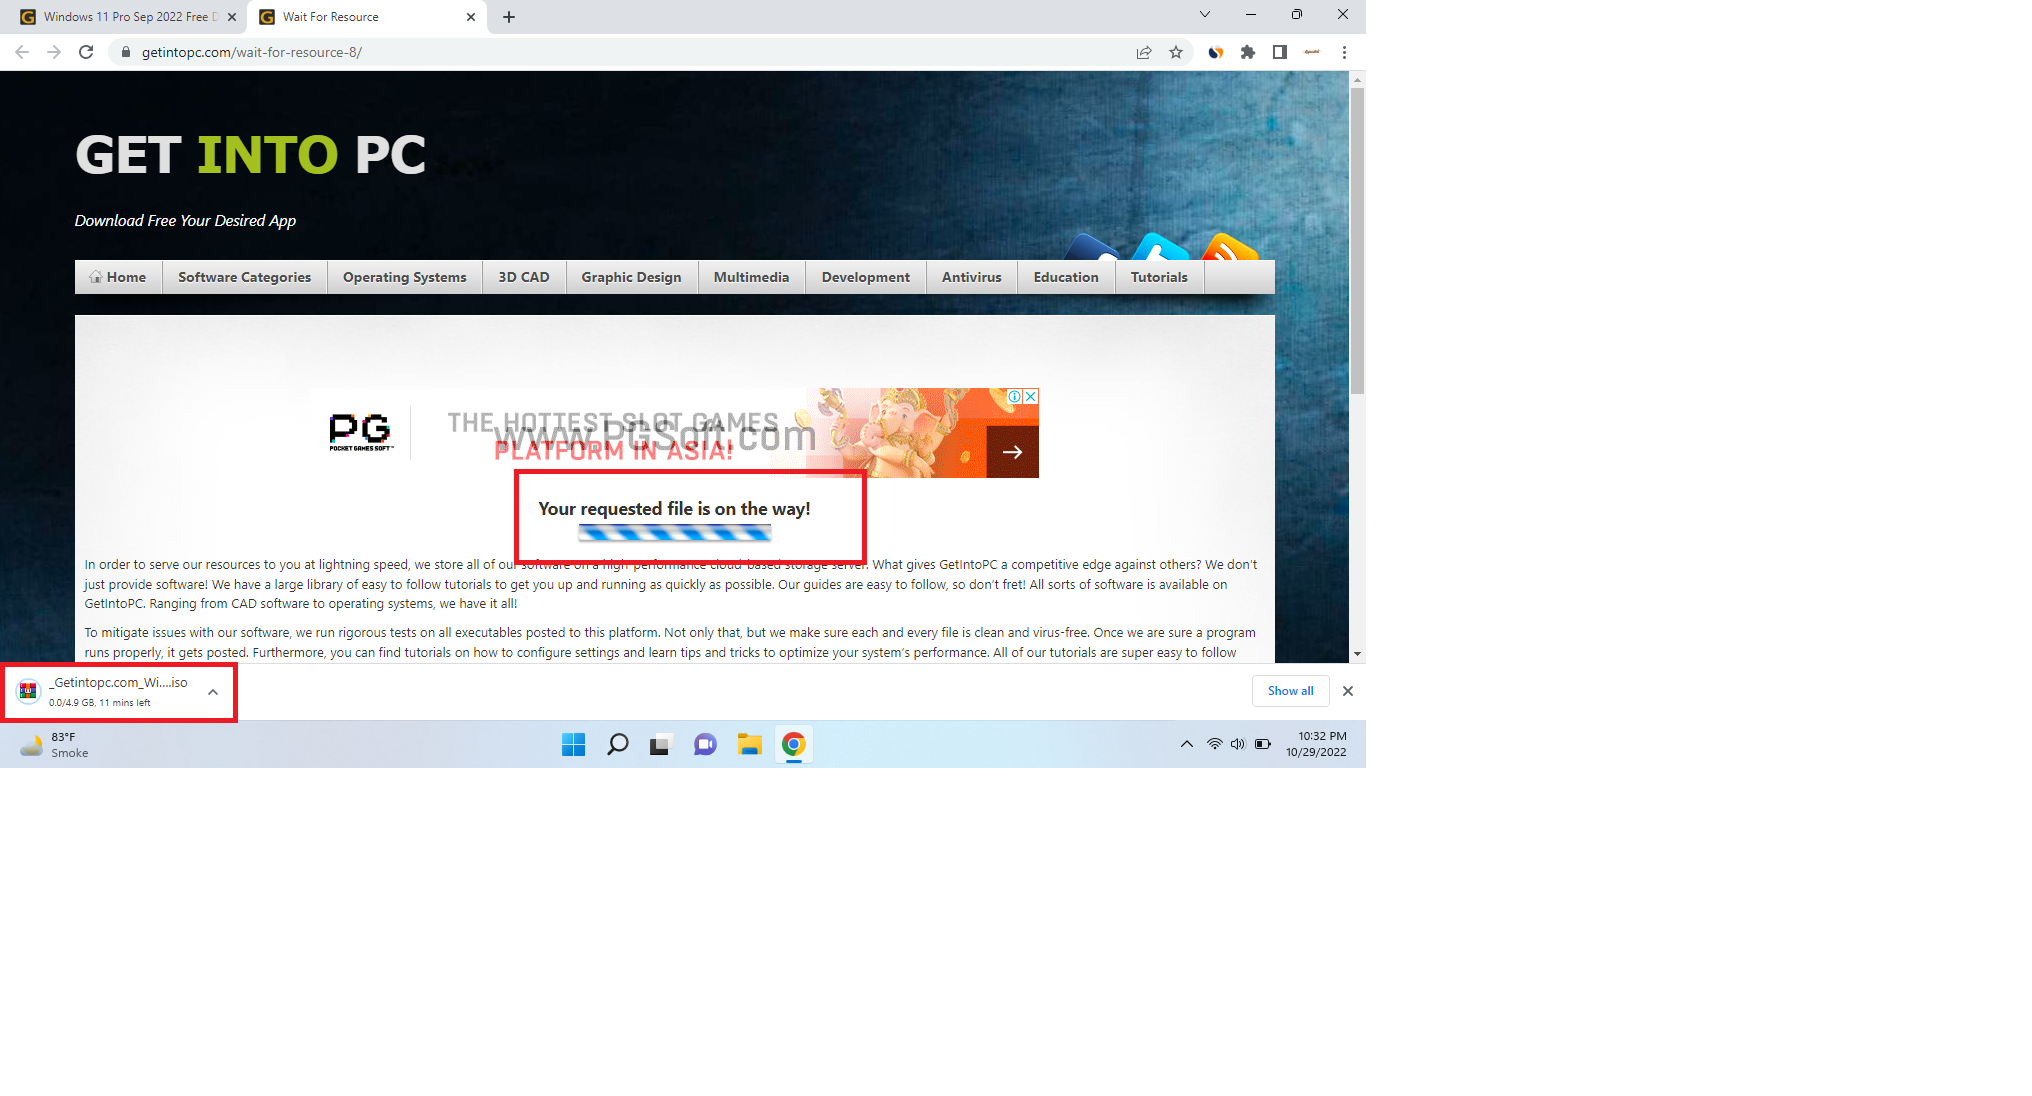 Windows 11 Pro Sep 2022 Free D
Wait For Resource
getintopc.com/wait-for-resource-8/
GET INTO PC
Download Free Your Desired App
Home Software Categories Operating Systems 3D CAD Graphic Design Multimedia Development Antivirus Education Tutorials
PG
POCKET GAMES SOFT
THE HOTTEST SLOT GAMES
www.PGSoft.com
PLATFORM IN ASIA!
Your requested file is on the way!
In order to serve our resources to you at lightning speed, we store all of our software on a high-performance cloud-based storage server. What gives GetIntoPC a competitive edge against others? We don't
just provide software! We have a large library of easy to follow tutorials to get you up and running as quickly as possible. Our guides are easy to follow, so don't fret! All sorts of software is available on
GetIntoPC. Ranging from CAD software to operating systems, we have it all!
To mitigate issues with our software, we run rigorous tests on all executables posted to this platform. Not only that, but we make sure each and every file is clean and virus-free. Once we are sure a program
runs properly, it gets posted. Furthermore, you can find tutorials on how to configure settings and learn tips and tricks to optimize your system's performance. All of our tutorials are super easy to follow
_Getintopc.com_Wi....iso
0.0/4.9 GB, 11 mins left
Show all
83°F
Smoke
10:32 PM
10/29/2022